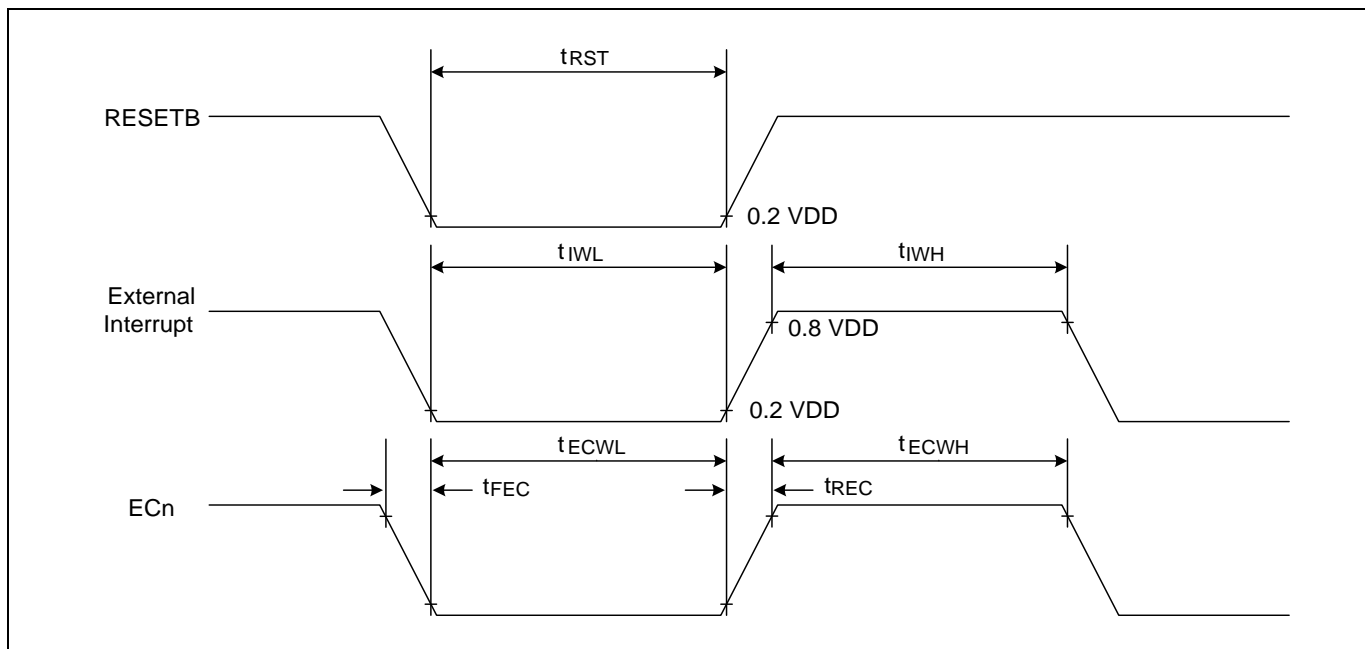 tRST
RESETB
0.2 VDD
tIWL
tIWH
External
Interrupt
0.8 VDD
0.2 VDD
tECWL
tECWH
tFEC
tREC
ECn